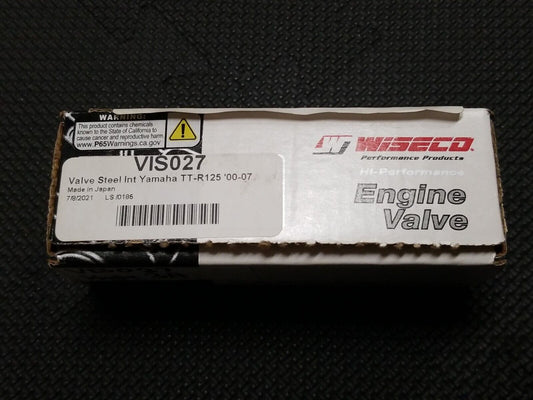 WARNING:
This product contains chemicals
known to the State of California to
cause cancer and reproductive harm
www.P65Warnings.ca.gov
VIS027
Valve Steel Int Yamaha TT-R125 '00-07
Made in Japan
7/8/2021 LS /0185
W WISECO
Performance Products
Hi-Performance
Engine
Valve